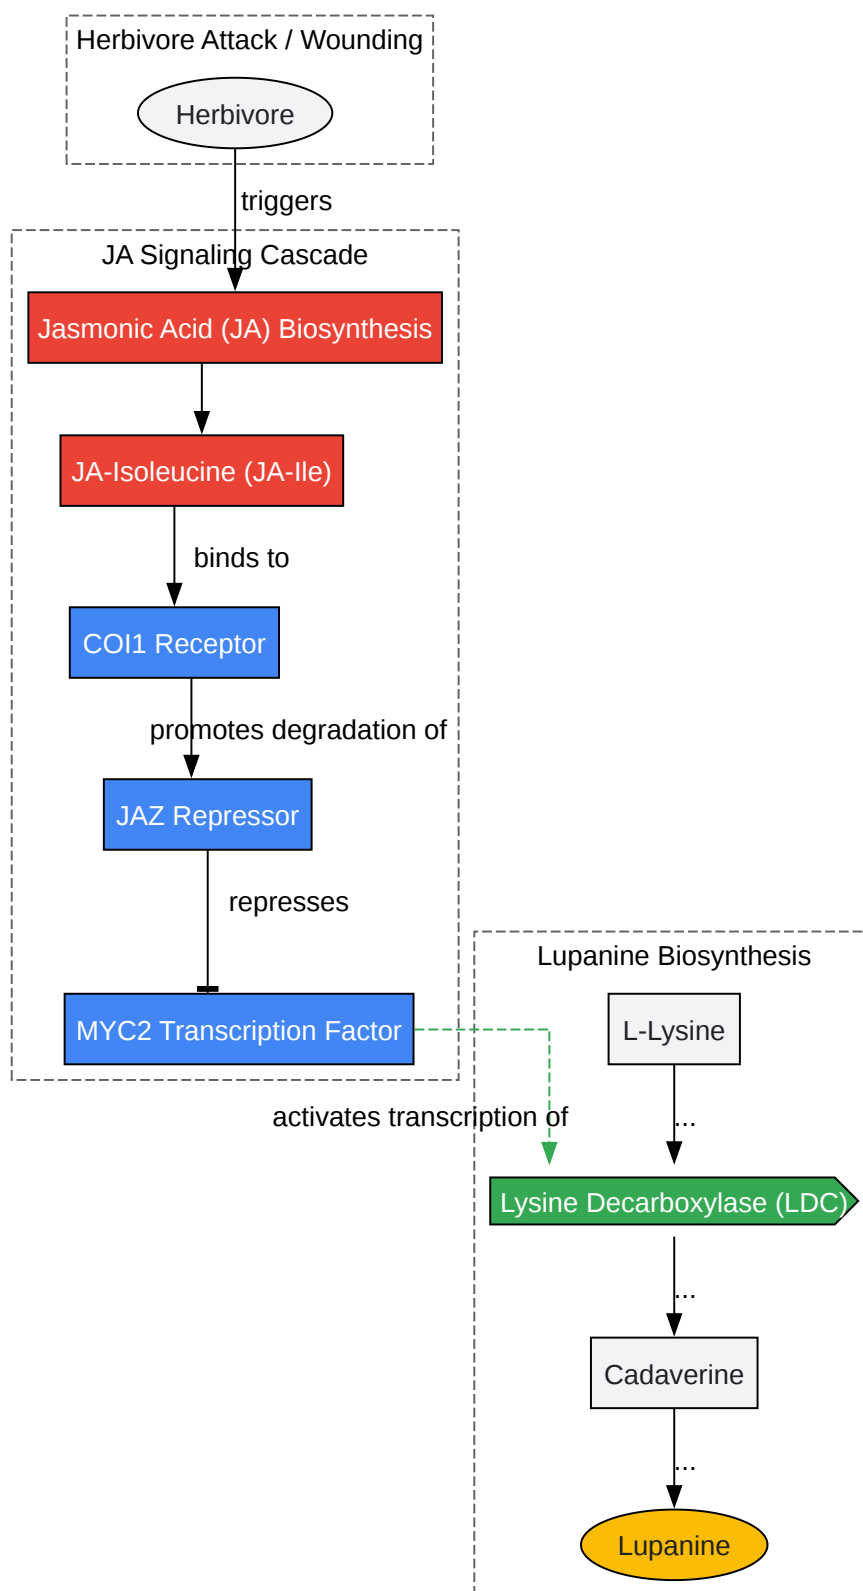 Herbivore Attack / Wounding
Herbivore
triggers
JA Signaling Cascade
Jasmonic Acid (JA) Biosynthesis
JA-Isoleucine (JA-Ile)
binds to
COI1 Receptor
promotes degradation of
JAZ Repressor
represses
MYC2 Transcription Factor
activates transcription of
Lupanine Biosynthesis
L-Lysine
...
Lysine Decarboxylase (LDC)
...
Cadaverine
...
Lupanine